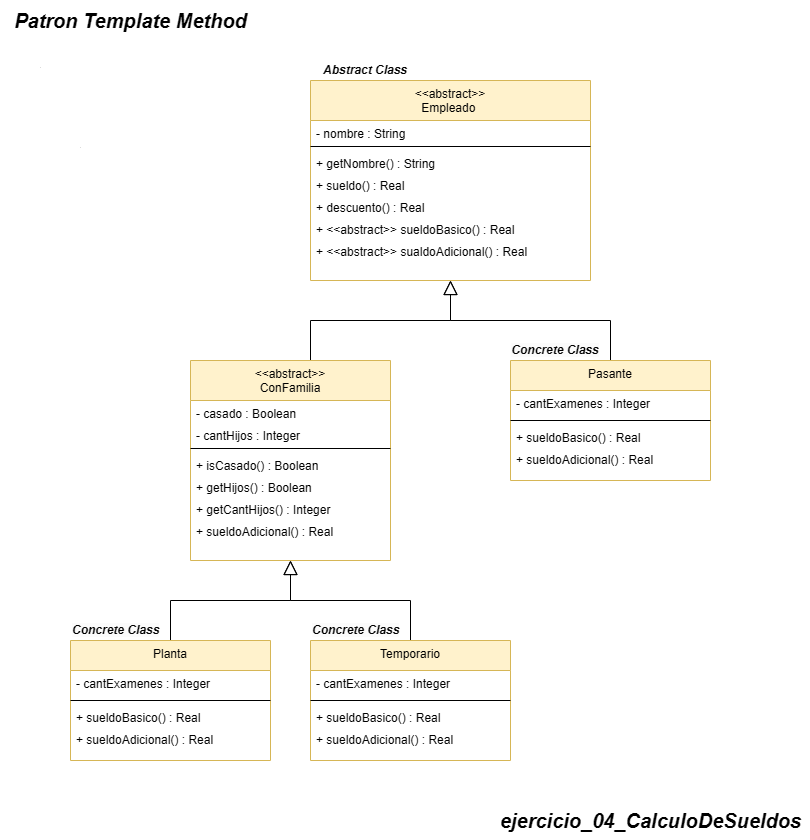 Patron Template Method
Abstract Class
<<abstract>>
Empleado
- nombre : String
+ getNombre() : String
+ sueldo() : Real
+ descuento() : Real
+ <<abstract>> sueldoBasico() : Real
+ <<abstract>> sualdoAdicional() : Real
<<abstract>>
ConFamilia
- casado : Boolean
- cantHijos : Integer
+ isCasado() : Boolean
+ getHijos() : Boolean
+ getCantHijos() : Integer
+ sueldoAdicional() : Real
Concrete Class
Pasante
- cantExamenes : Integer
+ sueldoBasico() : Real
+ sueldoAdicional() : Real
Concrete Class
Planta
- cantExamenes : Integer
+ sueldoBasico() : Real
+ sueldoAdicional() : Real
Concrete Class
Temporario
- cantExamenes : Integer
+ sueldoBasico() : Real
+ sueldoAdicional() : Real
ejercicio_04_CalculoDeSueldos